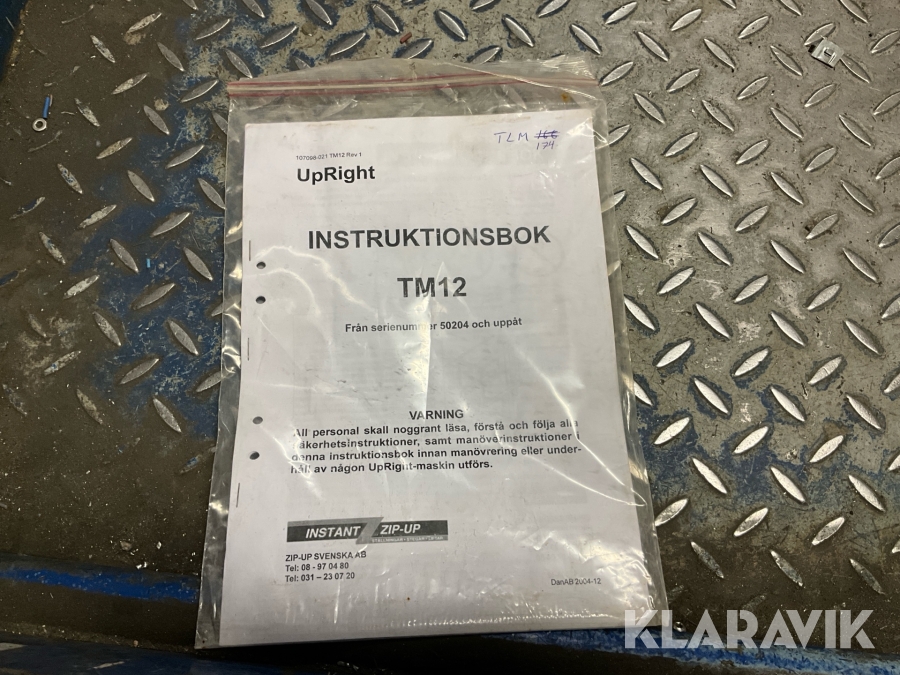 107098-021 TM12 Rev 1
TLM 166
174
UpRight
INSTRUKTIONSBOK
TM12
Från serienummer 50204 och uppåt
VARNING
All personal skall noggrant läsa, förstå och följa alla
säkerhetsinstruktioner, samt manöverinstruktioner i
denna instruktionsbok innan manövrering eller under-
håll av någon UpRight-maskin utförs.
INSTANT ZIP-UP
ZIP-UP SVENSKA AB
Tel: 08 - 97 04 80
Tel: 031 – 23 07 20
DanAB 2004-12
KLARAVIK